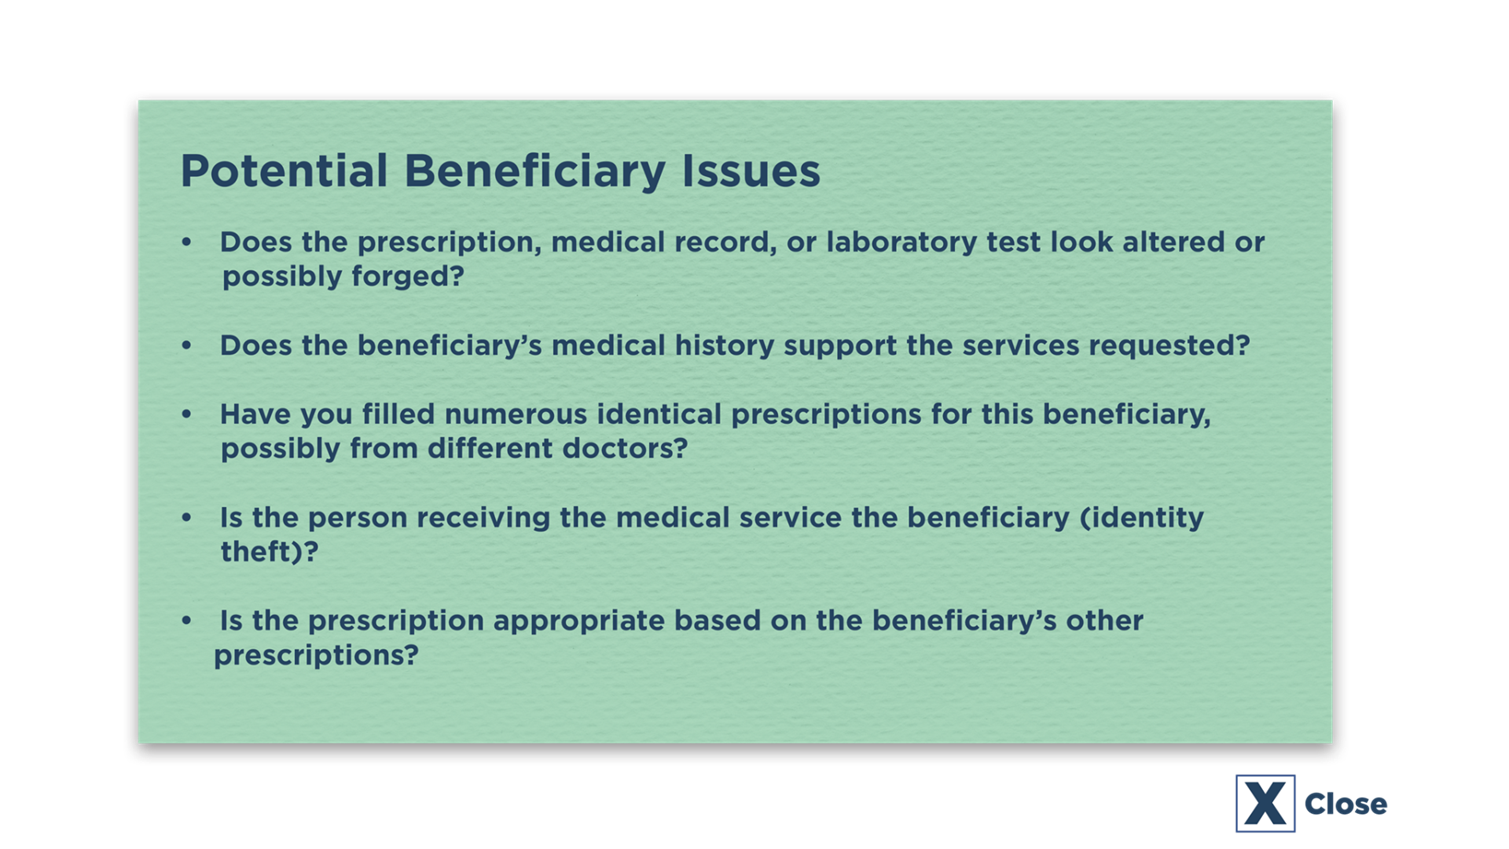 Potential Beneficiary Issues
• Does the prescription, medical record, or laboratory test look altered or
possibly forged?
• Does the beneficiary’s medical history support the services requested?
• Have you filled numerous identical prescriptions for this beneficiary,
possibly from different doctors?
• Is the person receiving the medical service the beneficiary (identity
theft)?
• Is the prescription appropriate based on the beneficiary’s other
prescriptions?
X Close